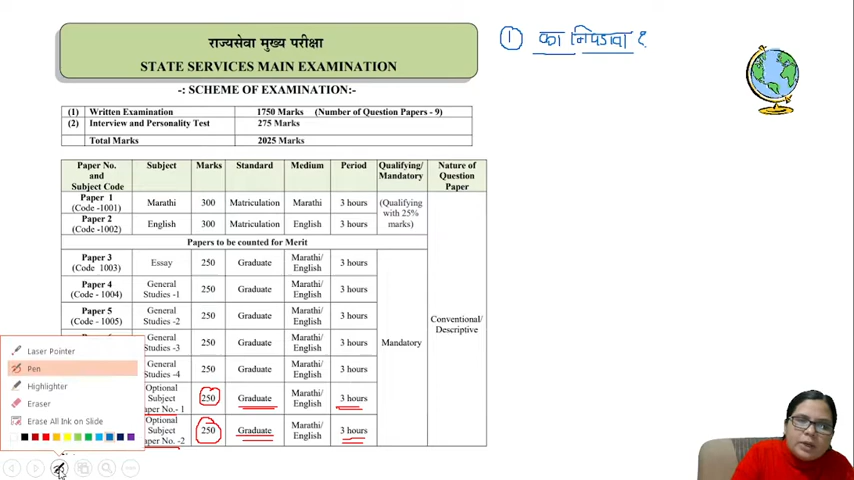 राज्यसेवा मुख्य परीक्षा
STATE SERVICES MAIN EXAMINATION
-: SCHEME OF EXAMINATION:-
(1) Written Examination 1750 Marks (Number of Question Papers - 9)
(2) Interview and Personality Test 275 Marks
Total Marks 2025 Marks
Paper No. and Subject Code Subject Marks Standard Medium Period Qualifying/ Mandatory Nature of Question Paper
Paper 1 (Code -1001) Marathi 300 Matriculation Marathi 3 hours (Qualifying with 25% marks)
Paper 2 (Code -1002) English 300 Matriculation English 3 hours
Papers to be counted for Merit
Paper 3 (Code 1003) Essay 250 Graduate Marathi/ English 3 hours
Paper 4 (Code - 1004) General Studies -1 250 Graduate Marathi/ English 3 hours
Paper 5 (Code - 1005) General Studies -2 250 Graduate Marathi/ English 3 hours
General Studies -3 250 Graduate Marathi/ English 3 hours Mandatory Conventional/ Descriptive
General Studies -4 250 Graduate Marathi/ English 3 hours
Optional Subject Paper No.- 1 250 Graduate Marathi/ English 3 hours
Optional Subject Paper No. -2 250 Graduate Marathi/ English 3 hours
Laser Pointer
Pen
Highlighter
Eraser
Erase All Ink on Slide
① का निवडावा ?